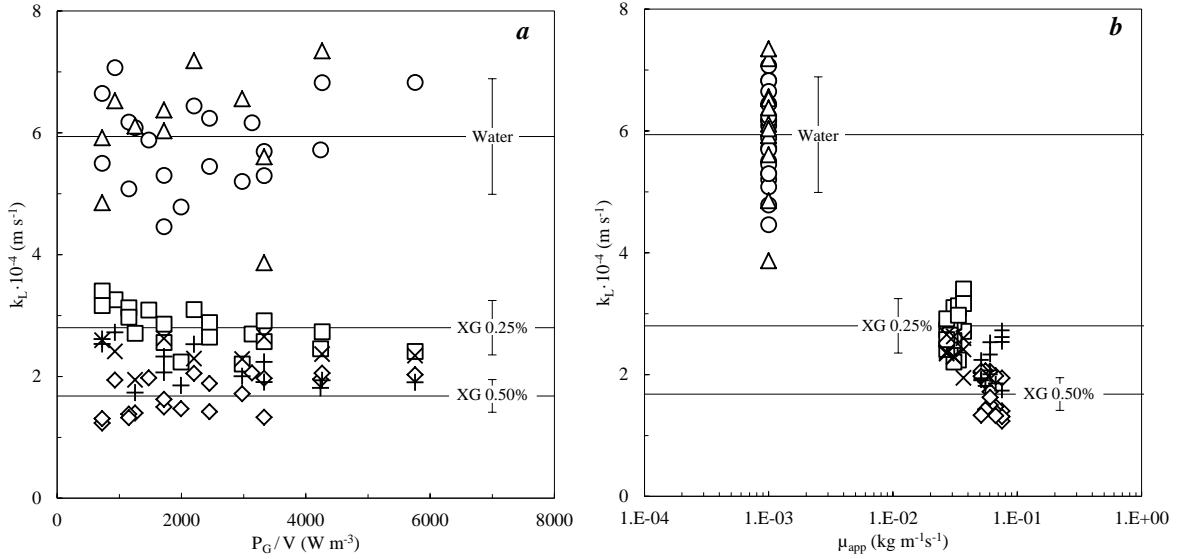 a
8
6
4
2
0
k_L·10⁻⁴ (m s⁻¹)
Water
XG 0.25%
XG 0.50%
0
2000
4000
6000
8000
P_G / V (W m⁻³)
b
8
6
4
2
0
k_L·10⁻⁴ (m s⁻¹)
Water
XG 0.25%
XG 0.50%
1.E-04
1.E-03
1.E-02
1.E-01
1.E+00
μ_app (kg m⁻¹s⁻¹)